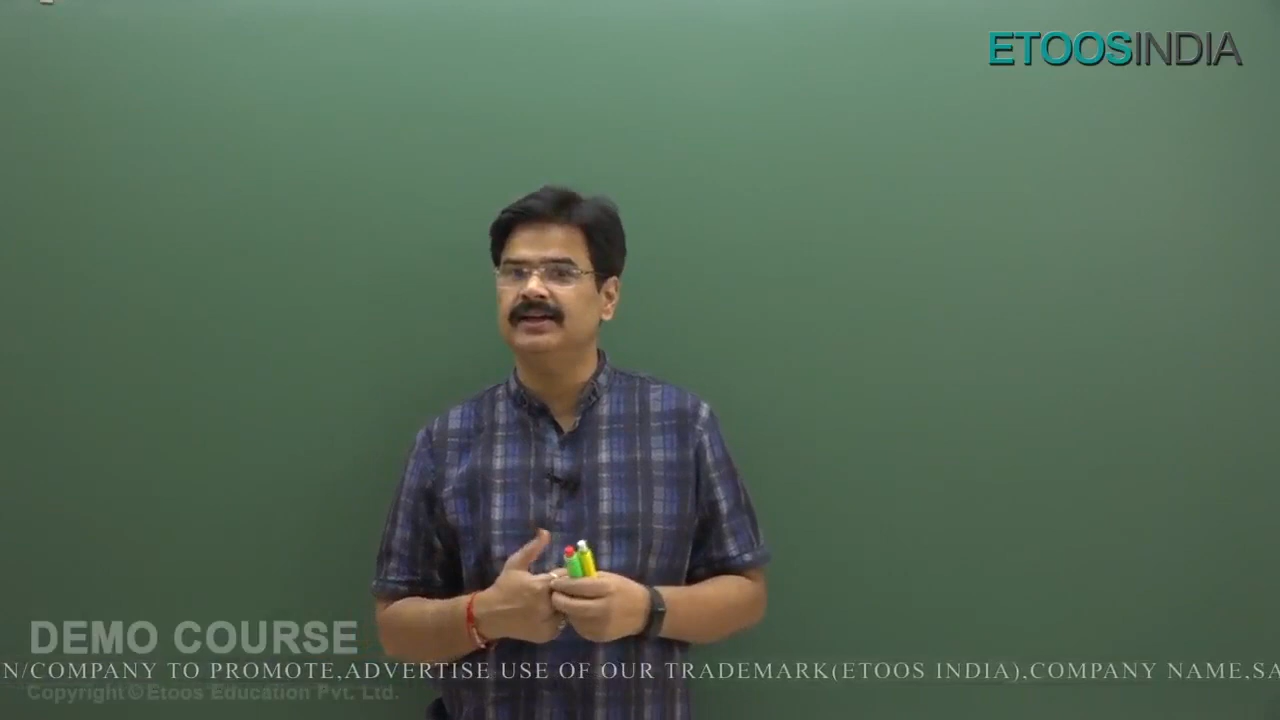 ETOOSINDIA
DEMO COURSE
N/COMPANY TO PROMOTE,ADVERTISE USE OF OUR TRADEMARK(ETOOS INDIA),COMPANY NAME,SA
Copyright ©Etoos Education Pvt. Ltd.